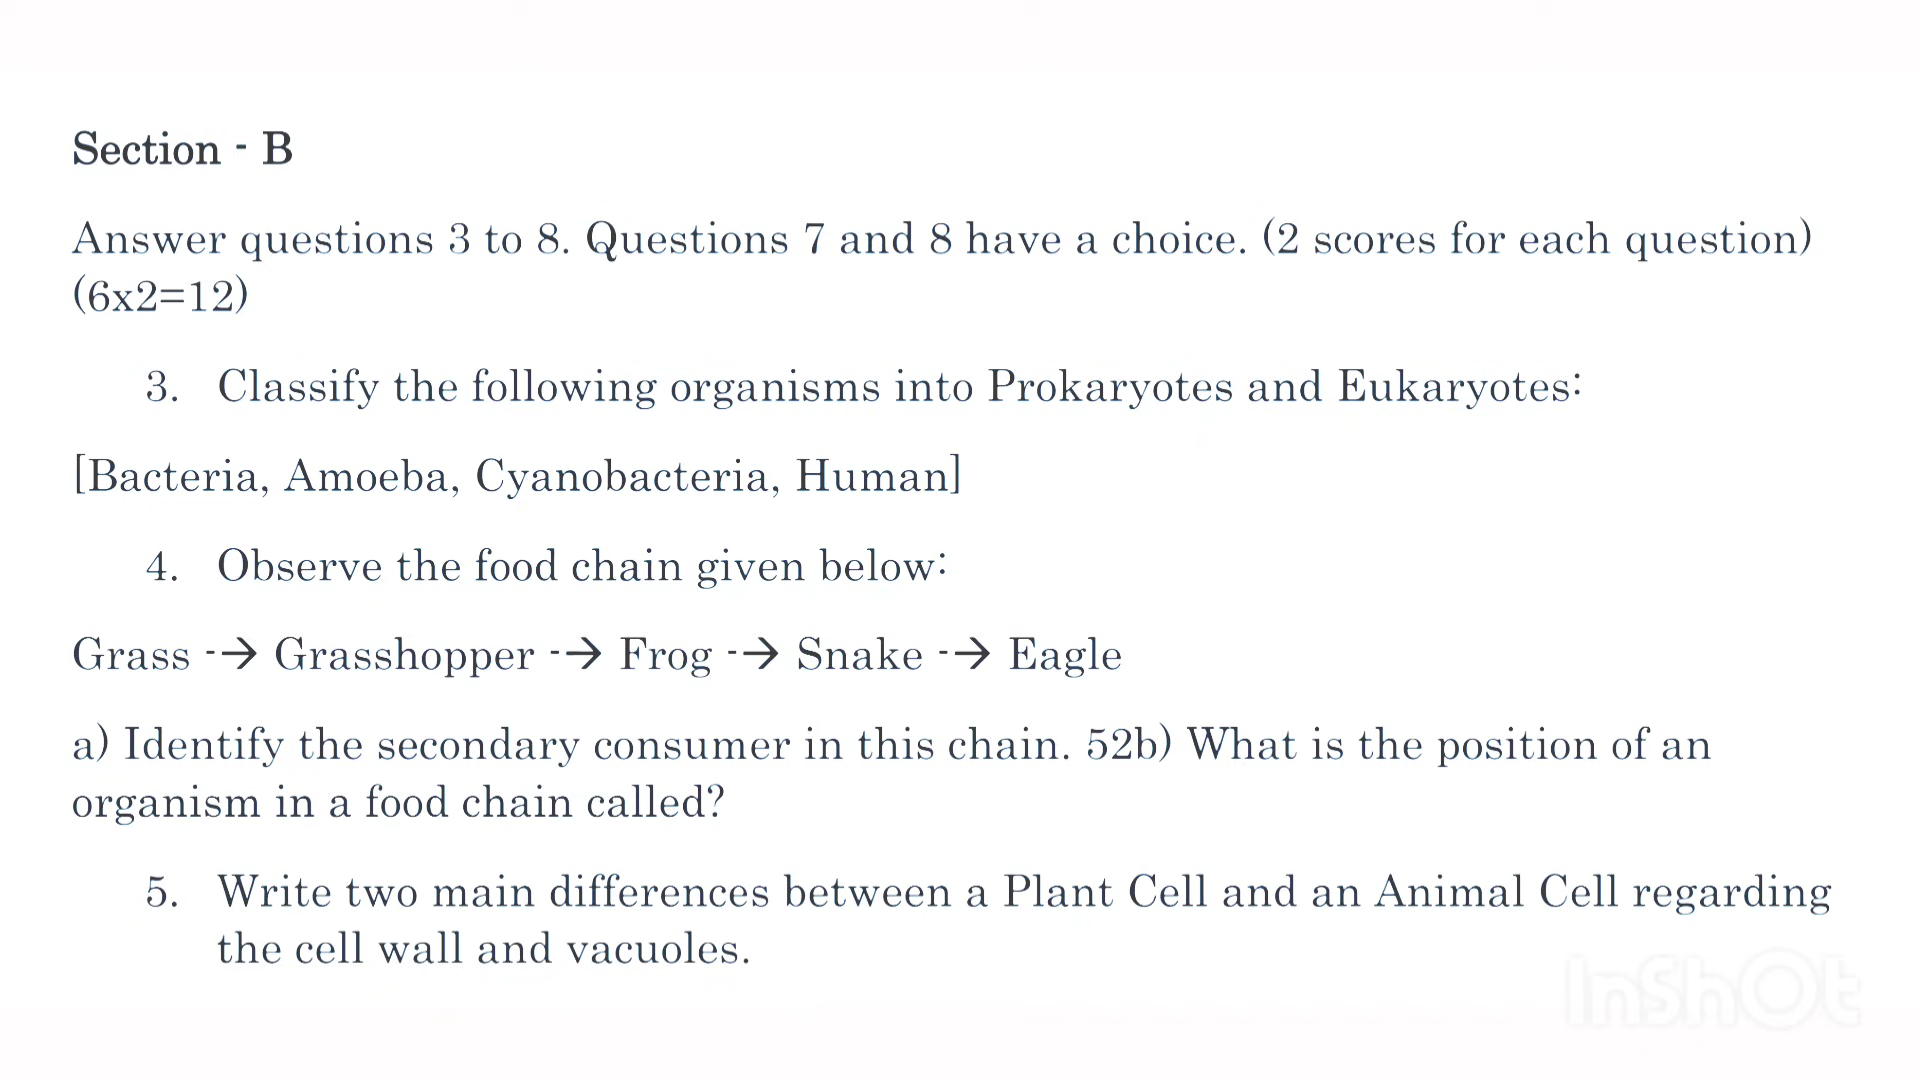 Section - B
Answer questions 3 to 8. Questions 7 and 8 have a choice. (2 scores for each question)
(6x2=12)
3. Classify the following organisms into Prokaryotes and Eukaryotes:
[Bacteria, Amoeba, Cyanobacteria, Human]
4. Observe the food chain given below:
Grass -→ Grasshopper -→ Frog -→ Snake -→ Eagle
a) Identify the secondary consumer in this chain. 52b) What is the position of an
organism in a food chain called?
5. Write two main differences between a Plant Cell and an Animal Cell regarding
the cell wall and vacuoles.
InShOt